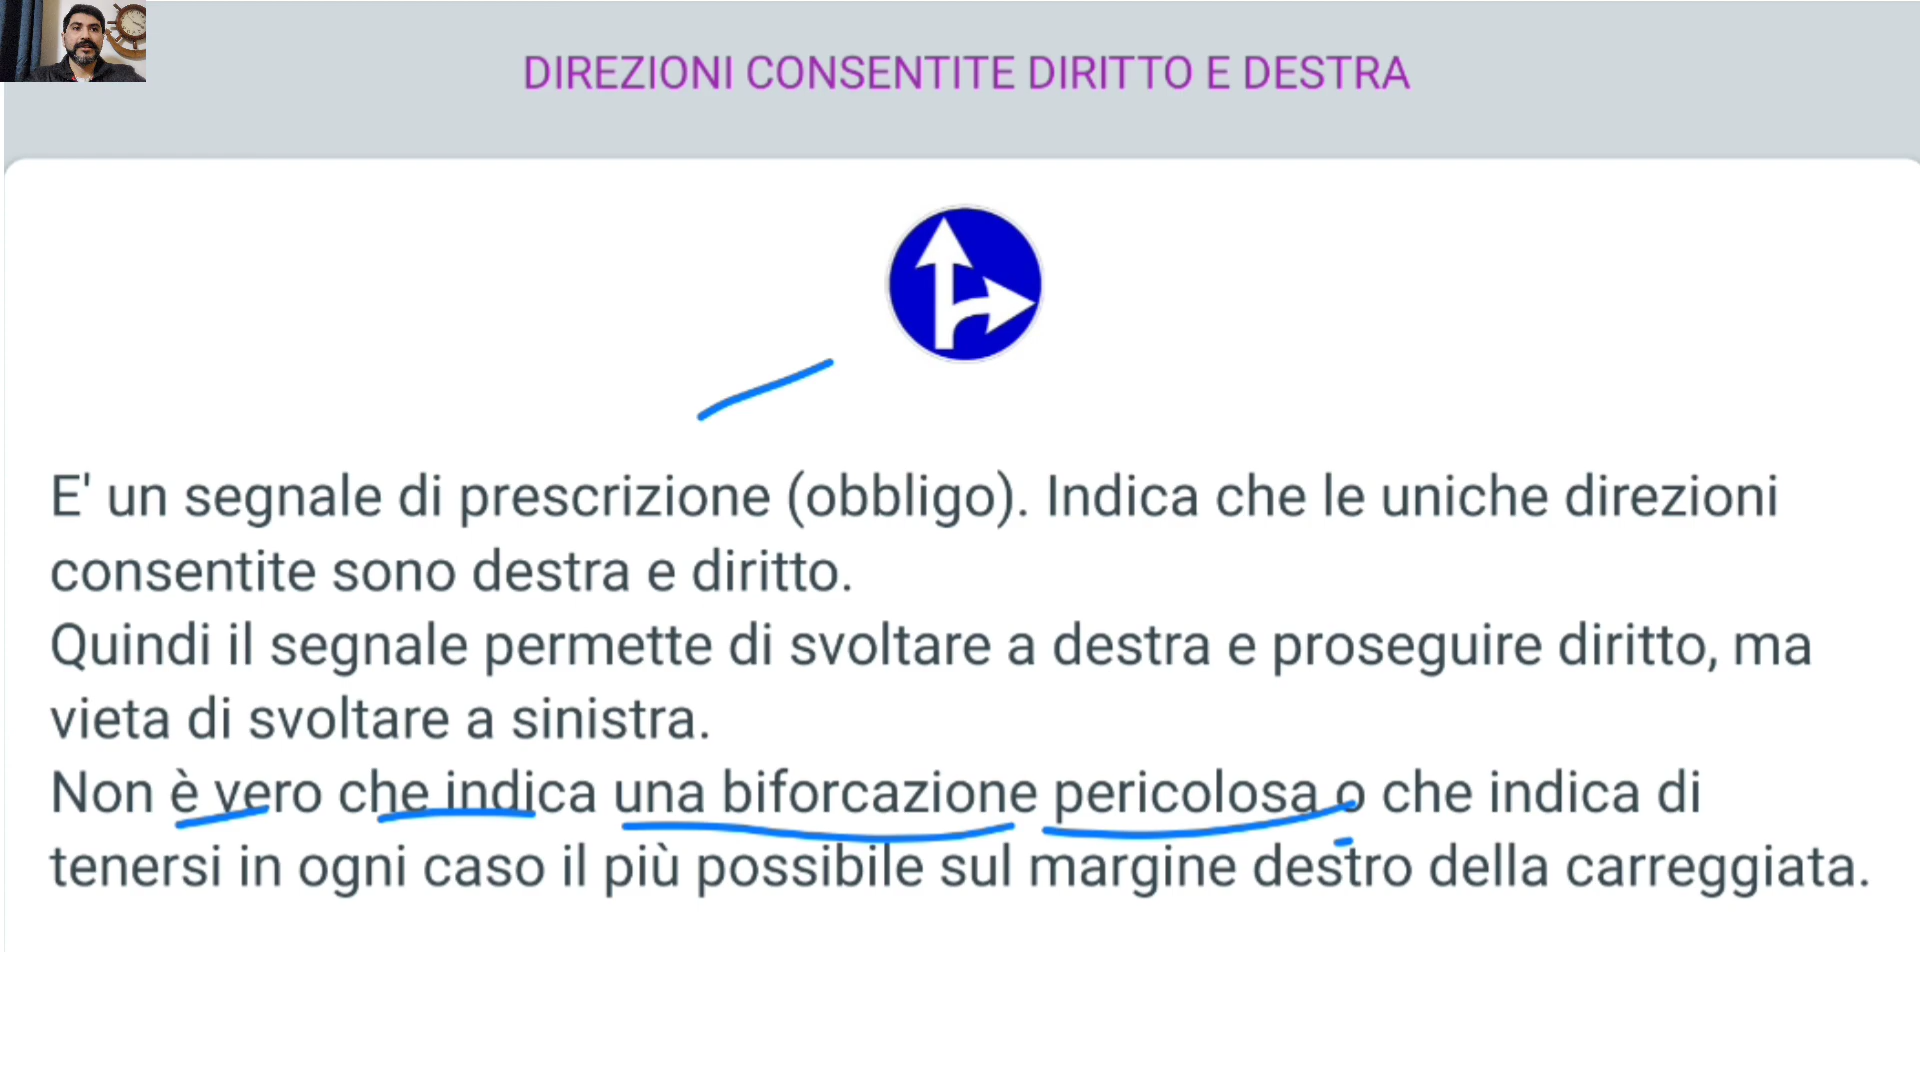 DIREZIONI CONSENTITE DIRITTO E DESTRA
E' un segnale di prescrizione (obbligo). Indica che le uniche direzioni
consentite sono destra e diritto.
Quindi il segnale permette di svoltare a destra e proseguire diritto, ma
vieta di svoltare a sinistra.
Non è vero che indica una biforcazione pericolosa o che indica di
tenersi in ogni caso il più possibile sul margine destro della carreggiata.